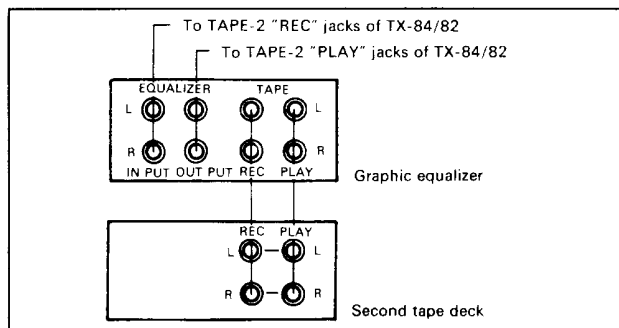 To TAPE-2 "REC" jacks of TX-84/82
To TAPE-2 "PLAY" jacks of TX-84/82
EQUALIZER TAPE
L L
R R
IN PUT OUT PUT REC PLAY
Graphic equalizer
REC PLAY
L L
R R
Second tape deck